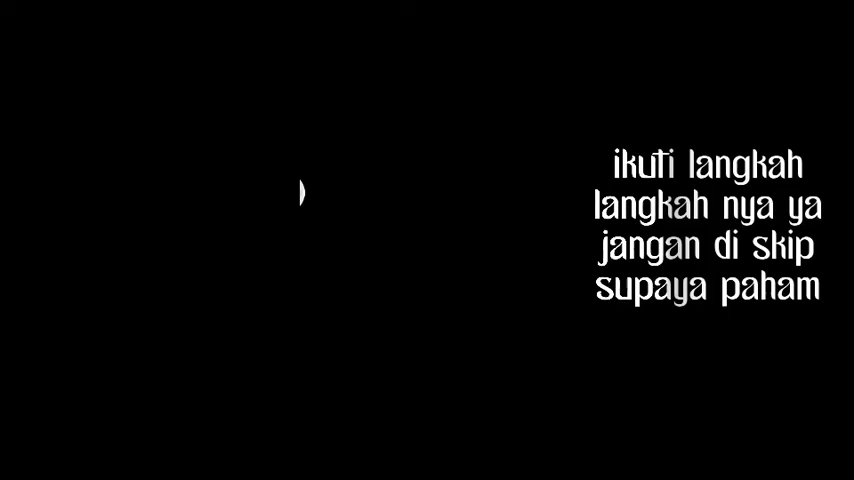 ikuti langkah
langkah nya ya
jangan di skip
supaya paham